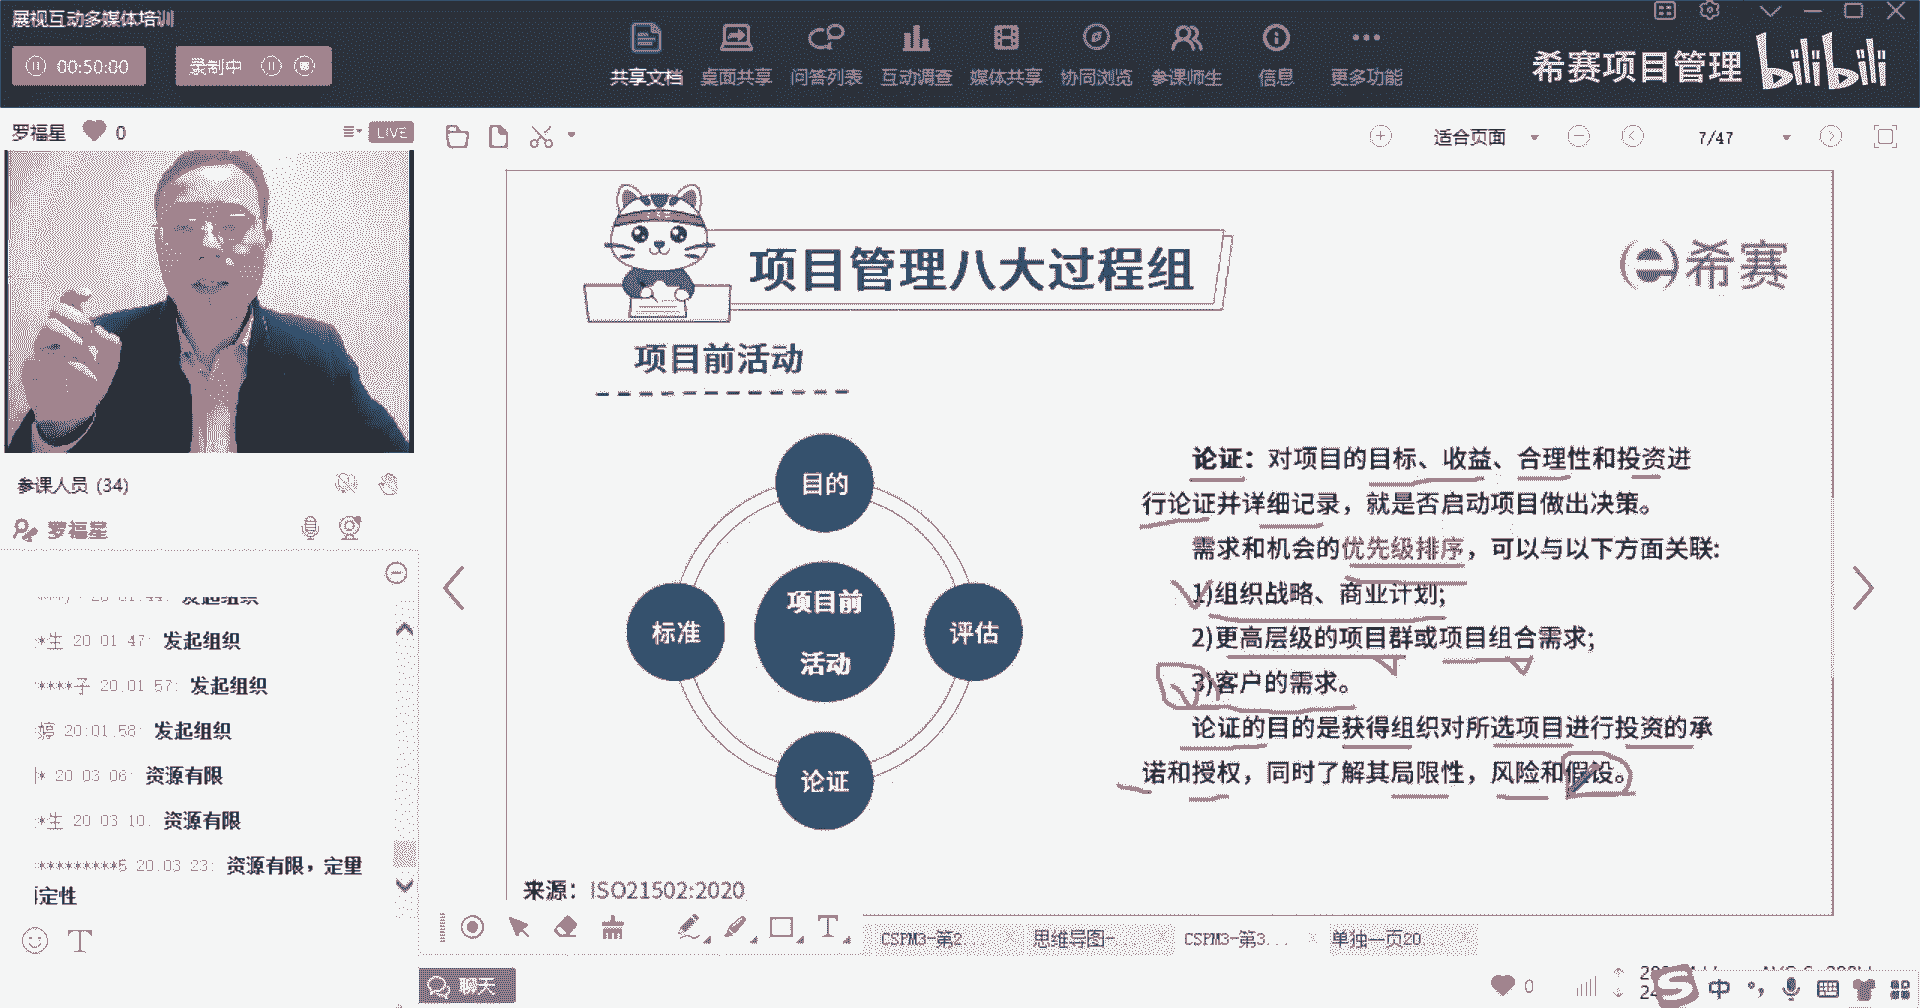 展视互动多媒体培训
00:50:00
录制中
共享文档 桌面共享 问答列表 互动调查 媒体共享 协同浏览 参课师生 信息 更多功能
希赛项目管理 bilibili
罗福星 0
LIVE
适合页面
7/47
参课人员 (34)
罗福星
发起组织
*生 20 01 47: 发起组织
****子 20.01 57: 发起组织
婷 20:01.58: 发起组织
* 20 03 06: 资源有限
*生 20 03 10. 资源有限
*********5 20.03 23: 资源有限，定量
定性
项目管理八大过程组
希赛
项目前活动
目的
标准
项目前
活动
评估
论证
论证：对项目的目标、收益、合理性和投资进
行论证并详细记录，就是否启动项目做出决策。
需求和机会的优先级排序，可以与以下方面关联:
1)组织战略、商业计划;
2)更高层级的项目群或项目组合需求;
3)客户的需求。
论证的目的是获得组织对所选项目进行投资的承
诺和授权，同时了解其局限性，风险和假设。
来源：ISO21502:2020
CSPM3-第2... 思维导图-... CSPM3-第3... 单独一页20...
聊天
0
中